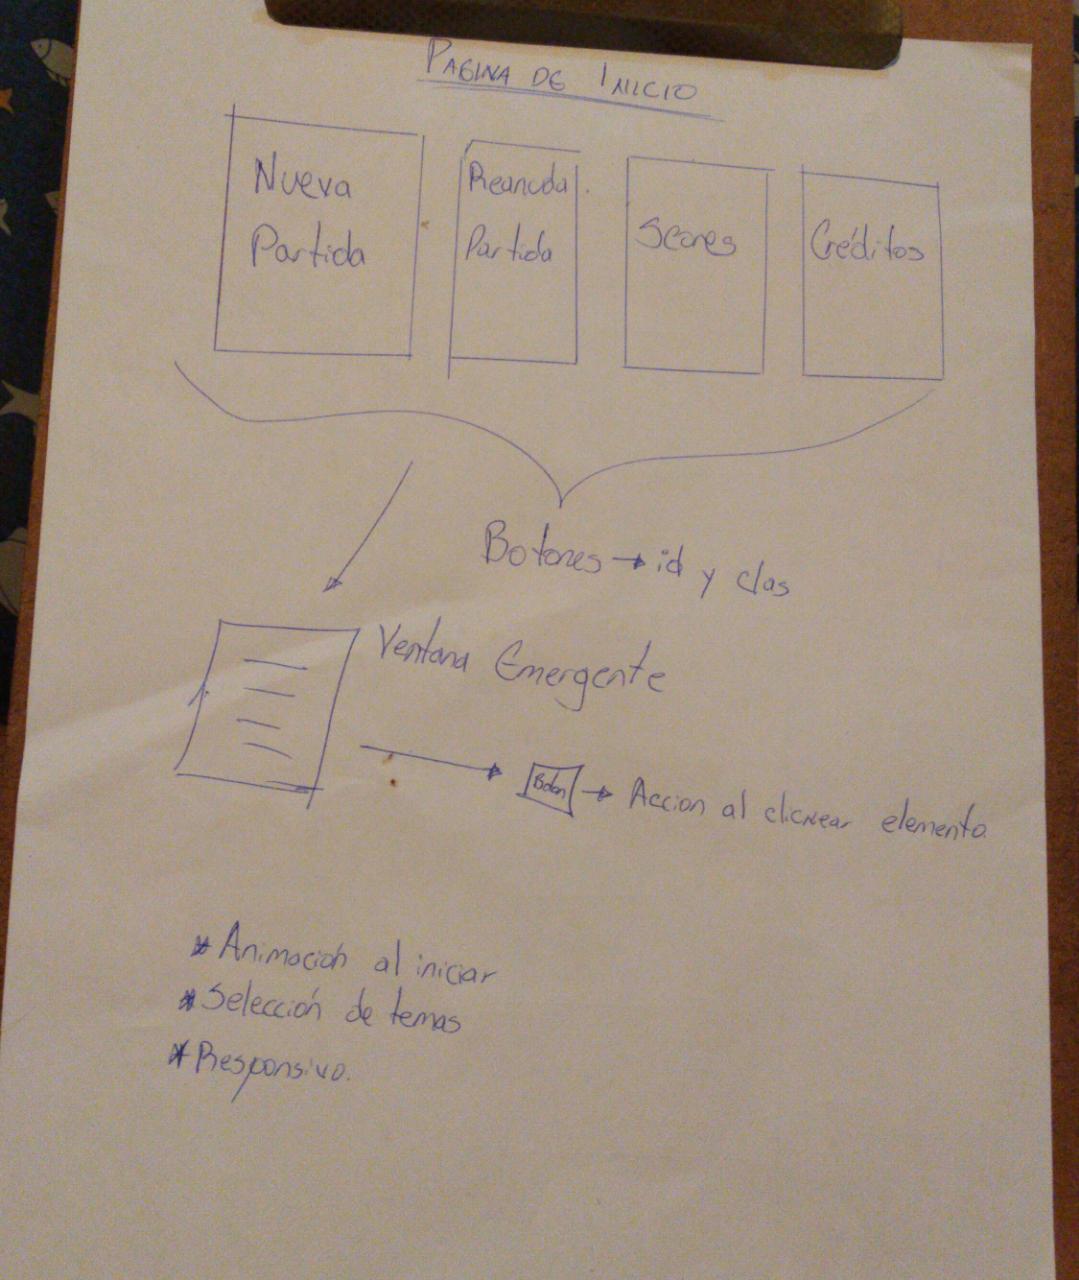 PAGINA DE INICIO
Nueva
Partida
Reanuda
Partida
Scores
Créditos
Botones → id y clas
Ventana Emergente
Boton → Accion al clickear elemento.
* Animación al iniciar
* Selección de temas
* Responsivo.